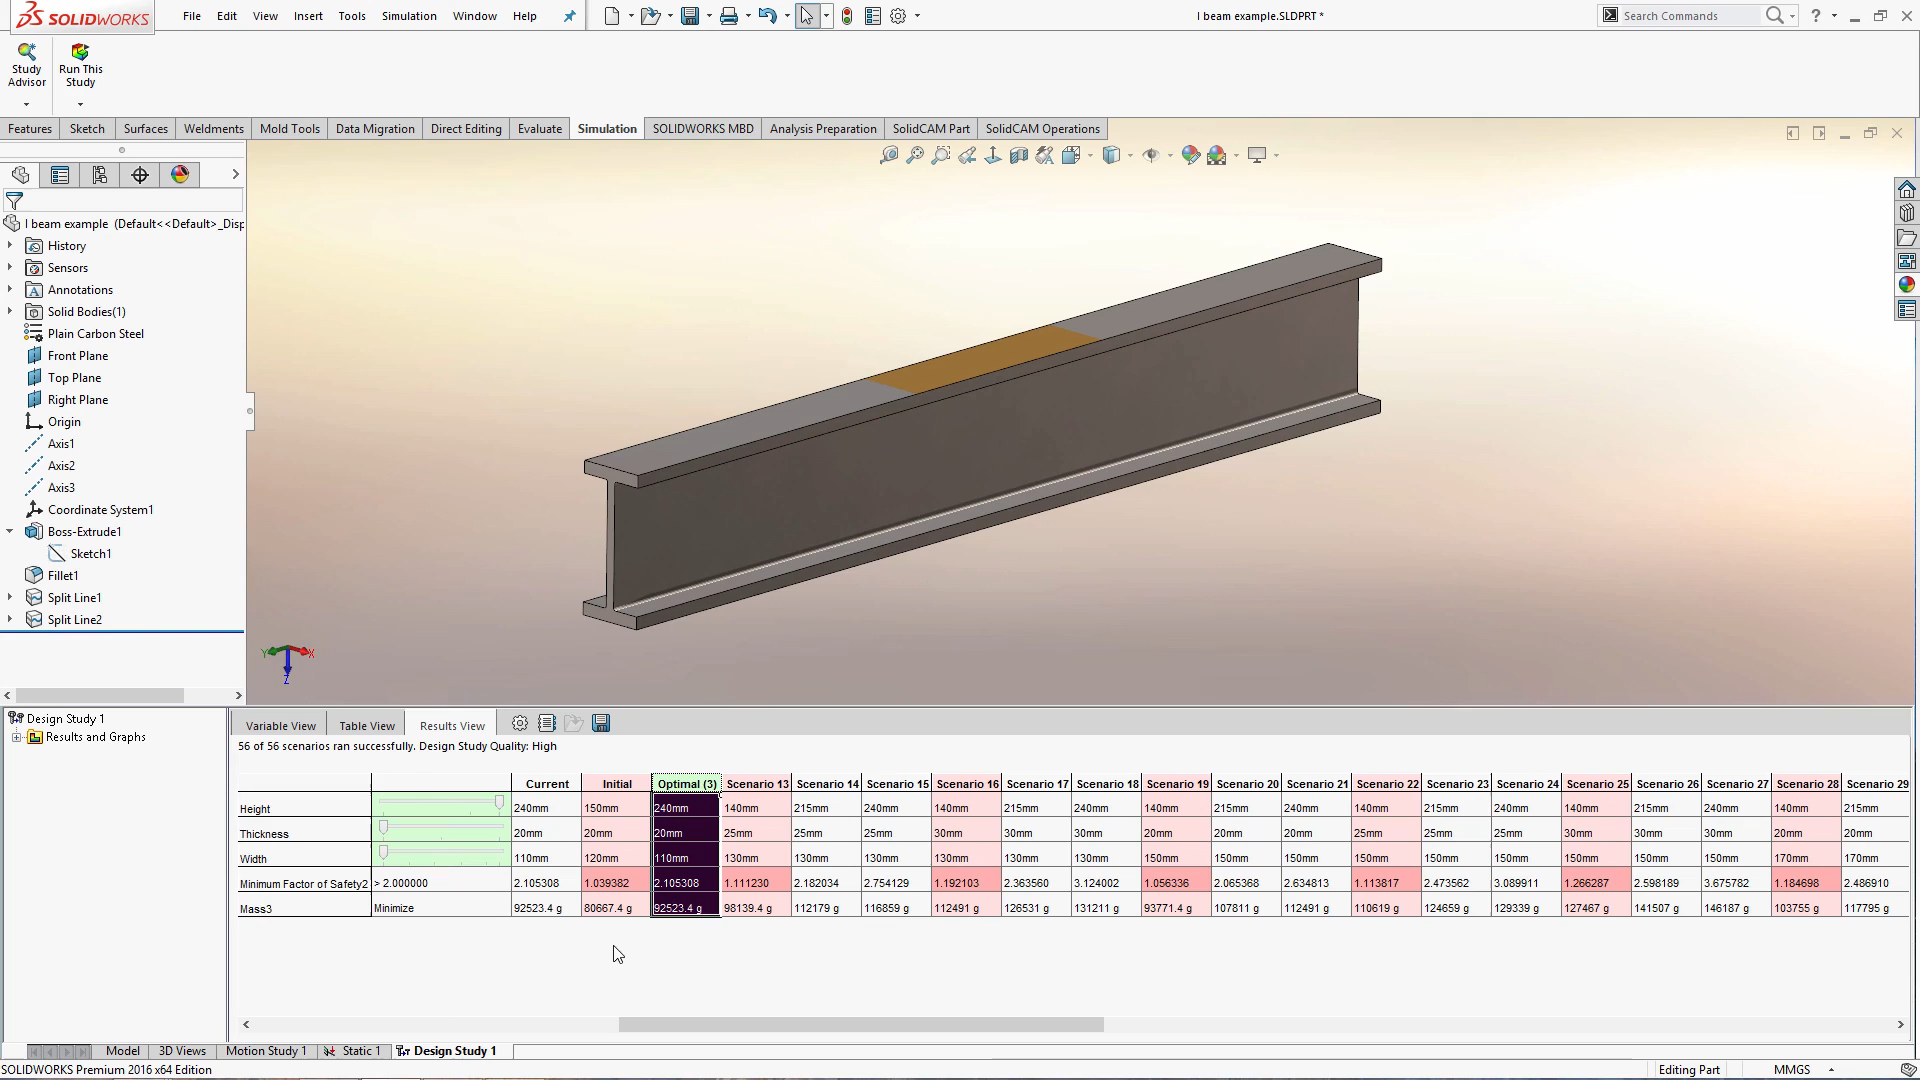 SOLIDWORKS File Edit View Insert Tools Simulation Window Help I beam example.SLDPRT * Search Commands ?
Study Advisor
Run This Study
Features Sketch Surfaces Weldments Mold Tools Data Migration Direct Editing Evaluate Simulation SOLIDWORKS MBD Analysis Preparation SolidCAM Part SolidCAM Operations
I beam example (Default<<Default>_Disp
History
Sensors
Annotations
Solid Bodies(1)
Plain Carbon Steel
Front Plane
Top Plane
Right Plane
Origin
Axis1
Axis2
Axis3
Coordinate System1
Boss-Extrude1
Sketch1
Fillet1
Split Line1
Split Line2
Y X
Z
Design Study 1
Results and Graphs
Variable View Table View Results View
56 of 56 scenarios ran successfully. Design Study Quality: High
Current Initial Optimal (3) Scenario 13 Scenario 14 Scenario 15 Scenario 16 Scenario 17 Scenario 18 Scenario 19 Scenario 20 Scenario 21 Scenario 22 Scenario 23 Scenario 24 Scenario 25 Scenario 26 Scenario 27 Scenario 28 Scenario 29
Height 240mm 150mm 240mm 140mm 215mm 240mm 140mm 215mm 240mm 140mm 215mm 240mm 140mm 215mm 240mm 140mm 215mm 240mm 140mm 215mm
Thickness 20mm 20mm 20mm 25mm 25mm 25mm 30mm 30mm 30mm 20mm 20mm 20mm 25mm 25mm 25mm 30mm 30mm 30mm 20mm 20mm
Width 110mm 120mm 110mm 130mm 130mm 130mm 130mm 130mm 130mm 150mm 150mm 150mm 150mm 150mm 150mm 150mm 150mm 150mm 170mm 170mm
Minimum Factor of Safety2 > 2.000000 2.105308 1.039382 2.105308 1.111230 2.182034 2.754129 1.192103 2.363560 3.124002 1.056336 2.065368 2.634813 1.113817 2.473562 3.089911 1.266287 2.598189 3.675782 1.184698 2.486910
Mass3 Minimize 92523.4 g 80667.4 g 92523.4 g 98139.4 g 112179 g 116859 g 112491 g 126531 g 131211 g 93771.4 g 107811 g 112491 g 110619 g 124659 g 129339 g 127467 g 141507 g 146187 g 103755 g 117795 g
Model 3D Views Motion Study 1 Static 1 Design Study 1
SOLIDWORKS Premium 2016 x64 Edition Editing Part MMGS